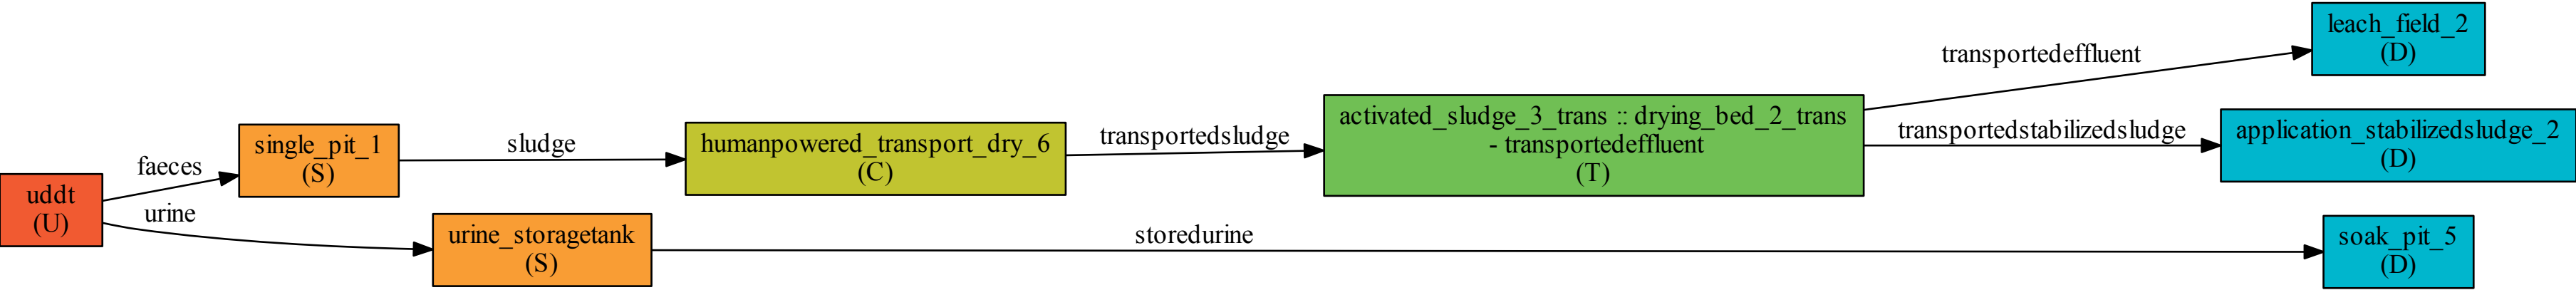 uddt
(U)
faeces
urine
single_pit_1
(S)
urine_storagetank
(S)
sludge
humanpowered_transport_dry_6
(C)
transportedsludge
storedurine
activated_sludge_3_trans :: drying_bed_2_trans
- transportedeffluent
(T)
transportedeffluent
transportedstabilizedsludge
leach_field_2
(D)
application_stabilizedsludge_2
(D)
soak_pit_5
(D)